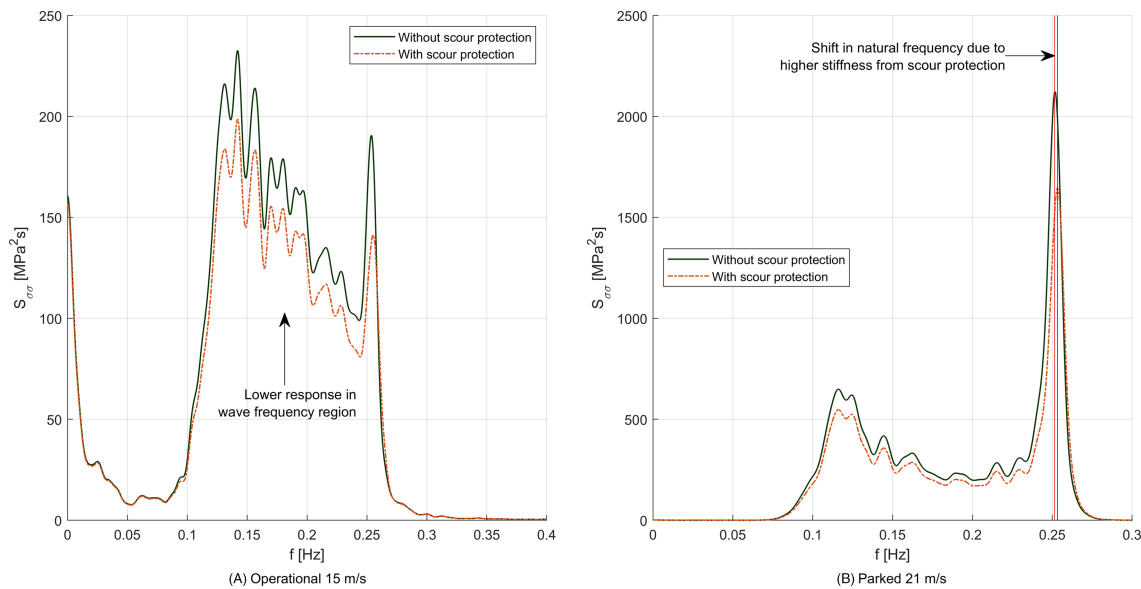 250
200
150
100
50
0
S σσ [MPa²s]
Without scour protection
With scour protection
Lower response in
wave frequency region
0
0.05
0.1
0.15
0.2
0.25
0.3
0.35
0.4
f [Hz]
(A) Operational 15 m/s
2500
2000
1500
1000
500
0
S σσ [MPa²s]
Shift in natural frequency due to
higher stiffness from scour protection
Without scour protection
With scour protection
0
0.05
0.1
0.15
0.2
0.25
0.3
f [Hz]
(B) Parked 21 m/s